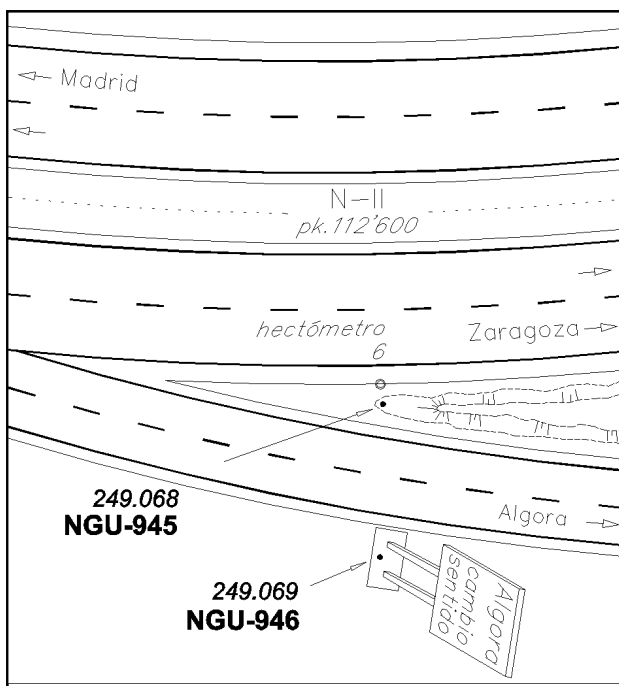 Madrid
N-II
pk.112'600
hectómetro
6
Zaragoza
249.068
NGU-945
Algora
249.069
NGU-946
Algora
cambio
sentido